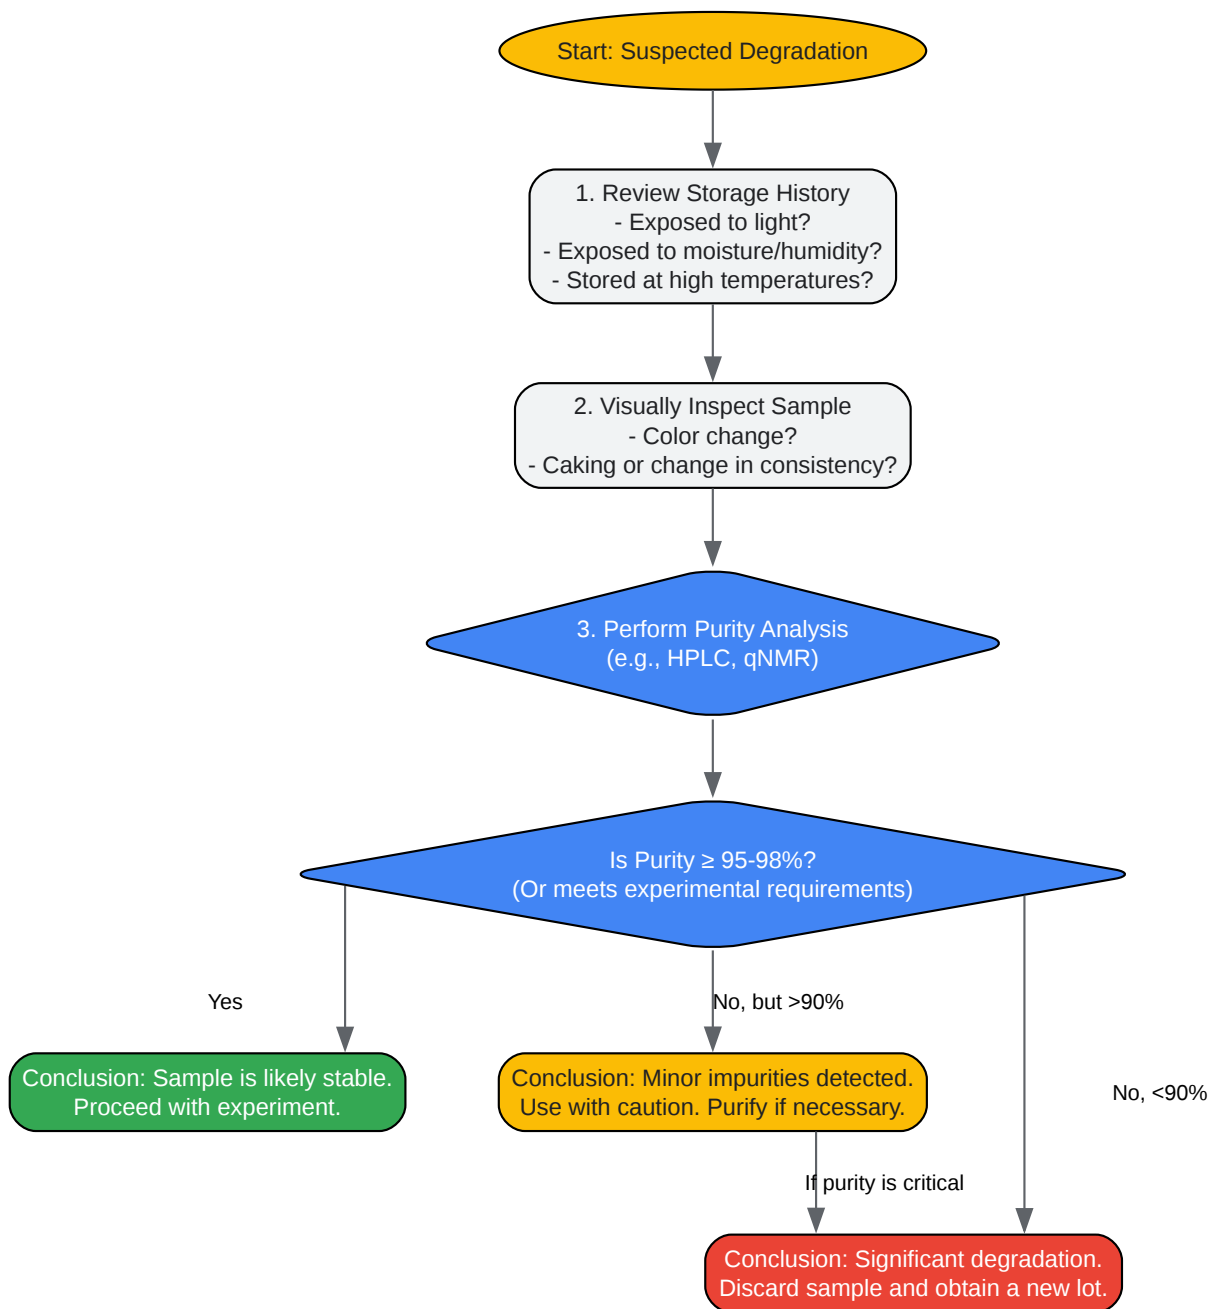 Start: Suspected Degradation
1. Review Storage History
- Exposed to light?
- Exposed to moisture/humidity?
- Stored at high temperatures?
2. Visually Inspect Sample
- Color change?
- Caking or change in consistency?
3. Perform Purity Analysis
(e.g., HPLC, qNMR)
Is Purity ≥ 95-98%?
(Or meets experimental requirements)
Yes
No, but >90%
Conclusion: Sample is likely stable.
Proceed with experiment.
Conclusion: Minor impurities detected.
Use with caution. Purify if necessary.
No, <90%
If purity is critical
Conclusion: Significant degradation.
Discard sample and obtain a new lot.